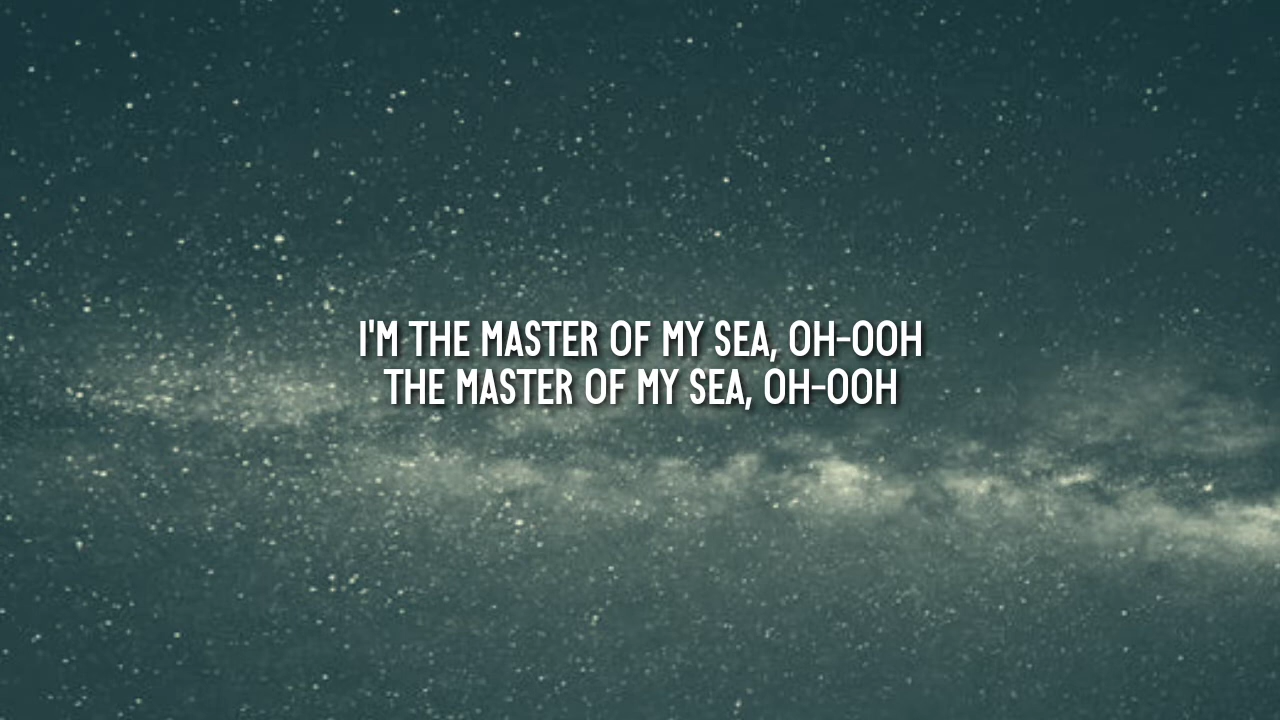 I'M THE MASTER OF MY SEA, OH-OOH
THE MASTER OF MY SEA, OH-OOH